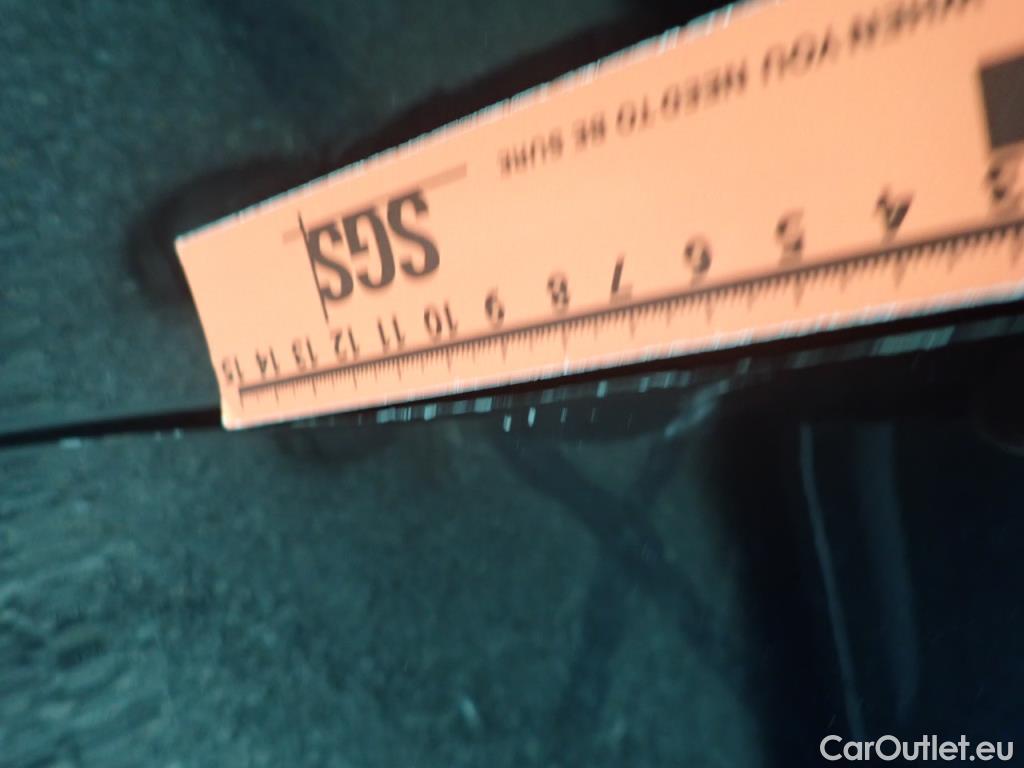 WHEN YOU NEED TO BE SURE
SGS
3 4 5 6 7 8 9 10 11 12 13 14 15
CarOutlet.eu